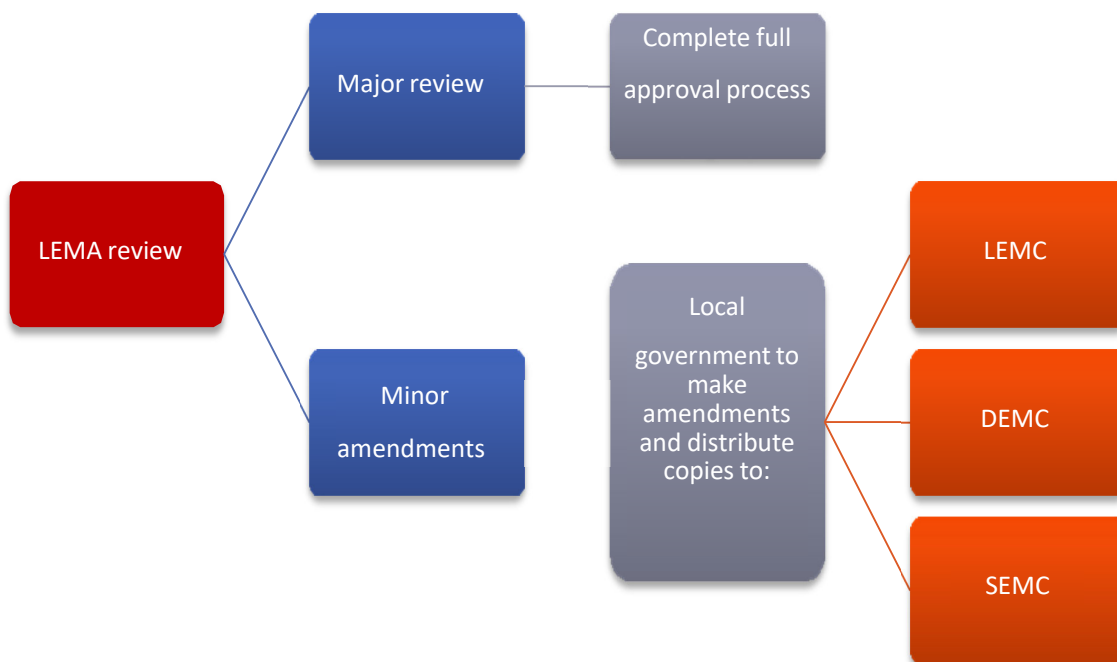 LEMA review
Major review
Complete full
approval process
Minor
amendments
Local
government to
make
amendments
and distribute
copies to:
LEMC
DEMC
SEMC